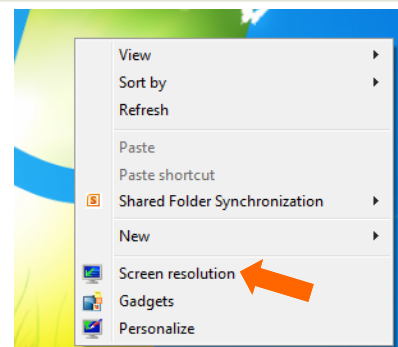 View
Sort by
Refresh
Paste
Paste shortcut
S Shared Folder Synchronization
New
Screen resolution
Gadgets
Personalize